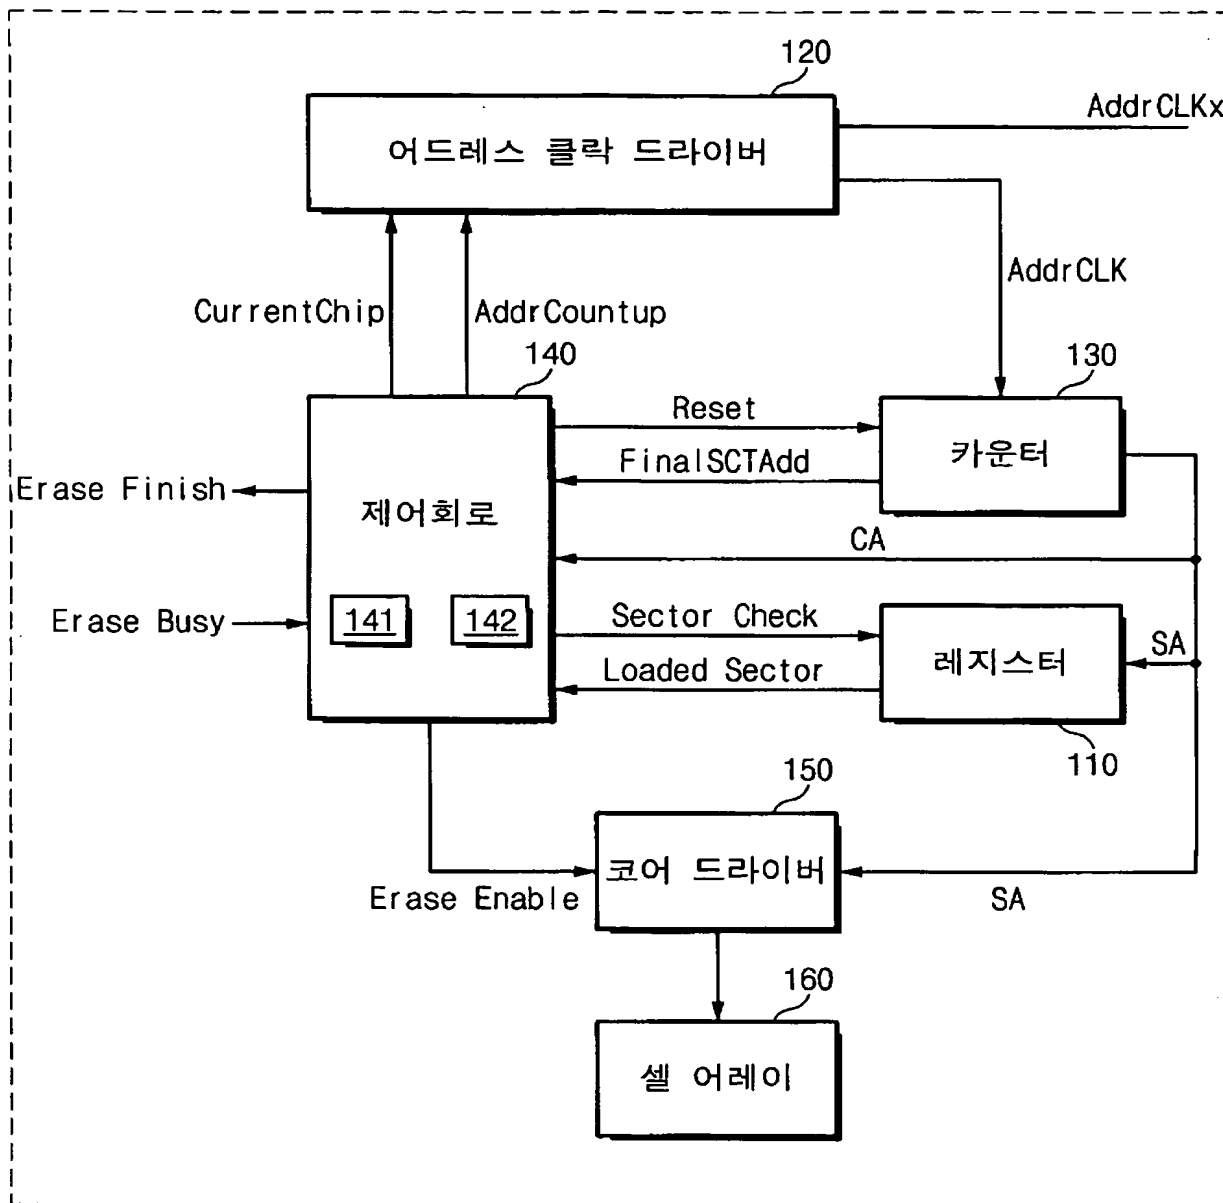 120
AddrCLKx
어드레스 클락 드라이버
AddrCLK
CurrentChip
AddrCountup
140
130
Reset
카운터
FinalSCTAdd
Erase Finish
제어회로
CA
Erase Busy
141
142
Sector Check
레지스터
SA
Loaded Sector
110
150
코어 드라이버
Erase Enable
SA
160
셀 어레이